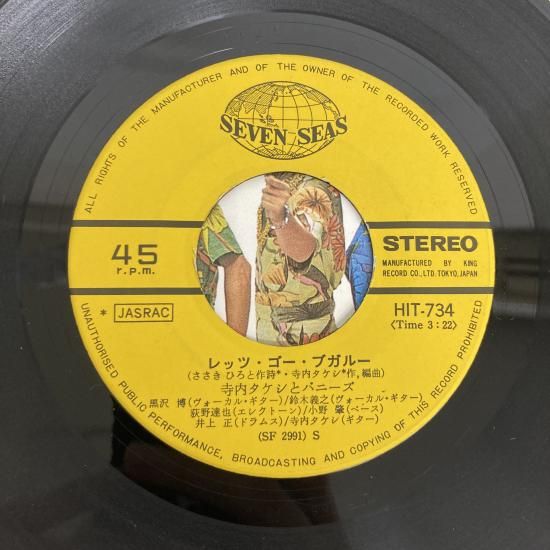 ALL RIGHTS OF THE MANUFACTURER AND OF THE OWNER OF THE RECORDED WORK RESERVED
SEVEN SEAS
45
r.p.m.
STEREO
MANUFACTURED BY KING
RECORD CO., LTD. TOKYO, JAPAN
* JASRAC
HIT-734
〈Time 3:22〉
レッツ・ゴー・ブガルー
(ささき ひろと作詩*・寺内タケシ*作,編曲)
寺内タケシとバニーズ
黒沢 博(ヴォーカル・ギター)/鈴木義之(ヴォーカル・ギター)
荻野達也(エレクトーン)/小野 肇(ベース)
井上 正(ドラムス)/寺内タケシ(ギター)
(SF 2991) S
UNAUTHORISED PUBLIC PERFORMANCE, BROADCASTING AND COPYING OF THIS RECORD PROHIBITED